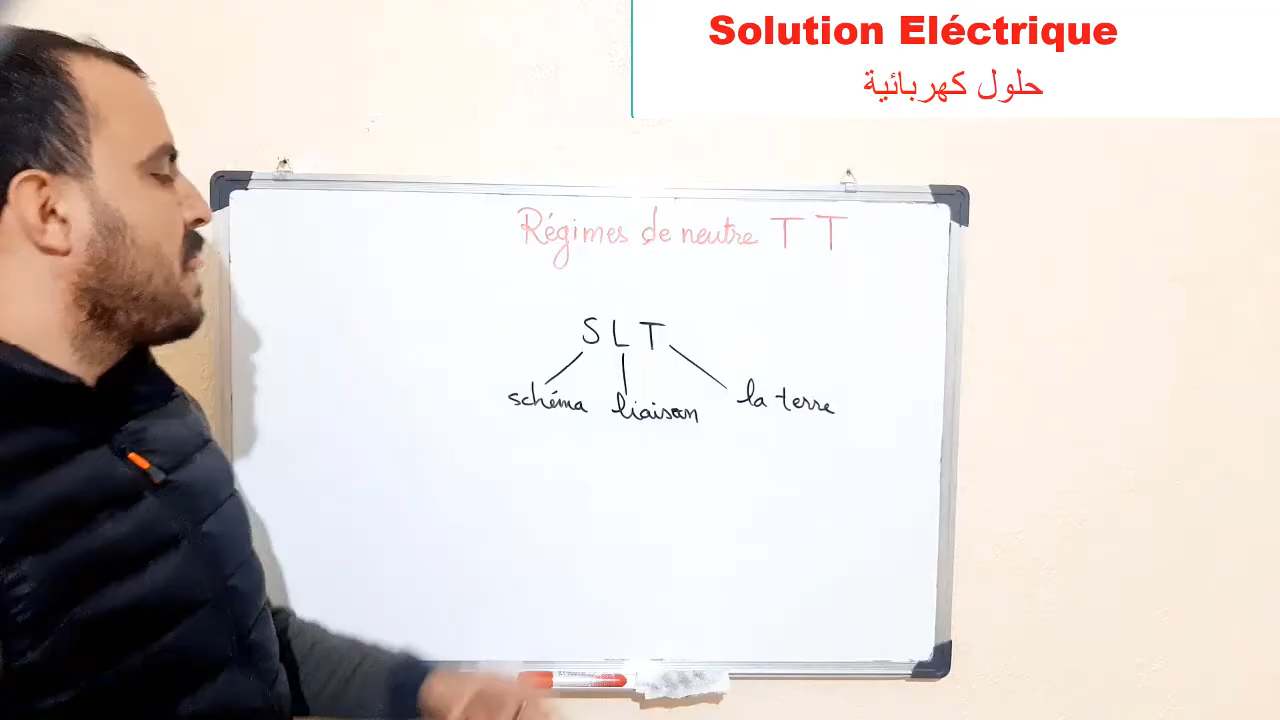 Solution Eléctrique
حلول كهربائية
Régimes de neutre T T
S L T
schéma liaison la terre